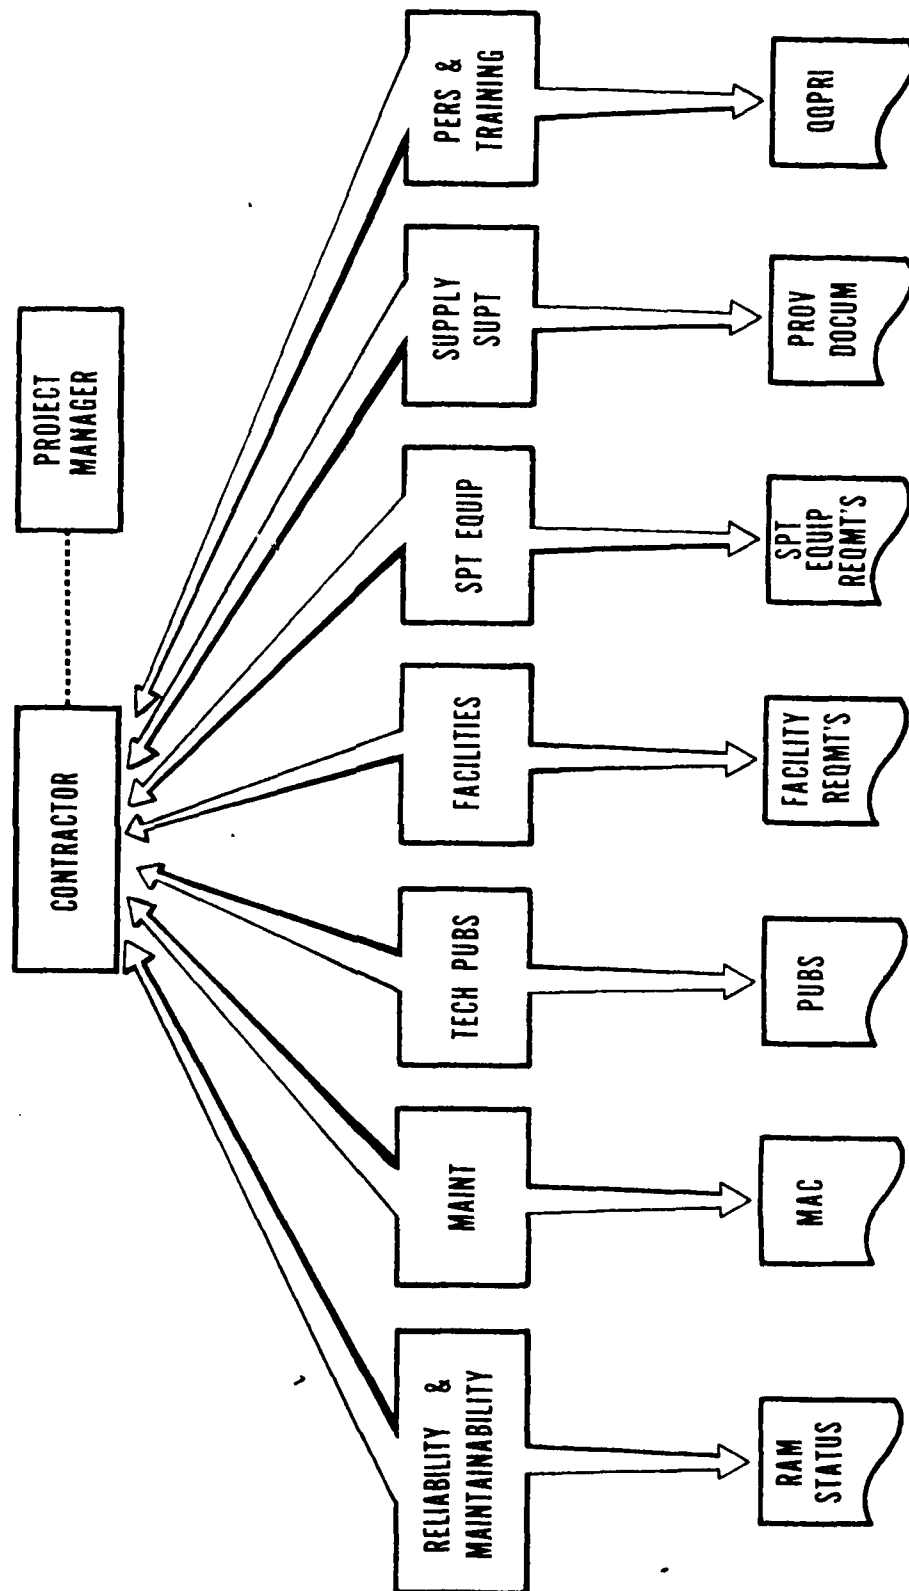 CONTRACTOR
PROJECT
MANAGER
RELIABILITY &
MAINTAINABILITY
MAINT
TECH PUBS
FACILITIES
SPT EQUIP
SUPPLY
SUPT
PERS &
TRAINING
RAM
STATUS
MAC
PUBS
FACILITY
REQMT'S
SPT
EQUIP
REQMT'S
PROV
DOCUM
QQPRI